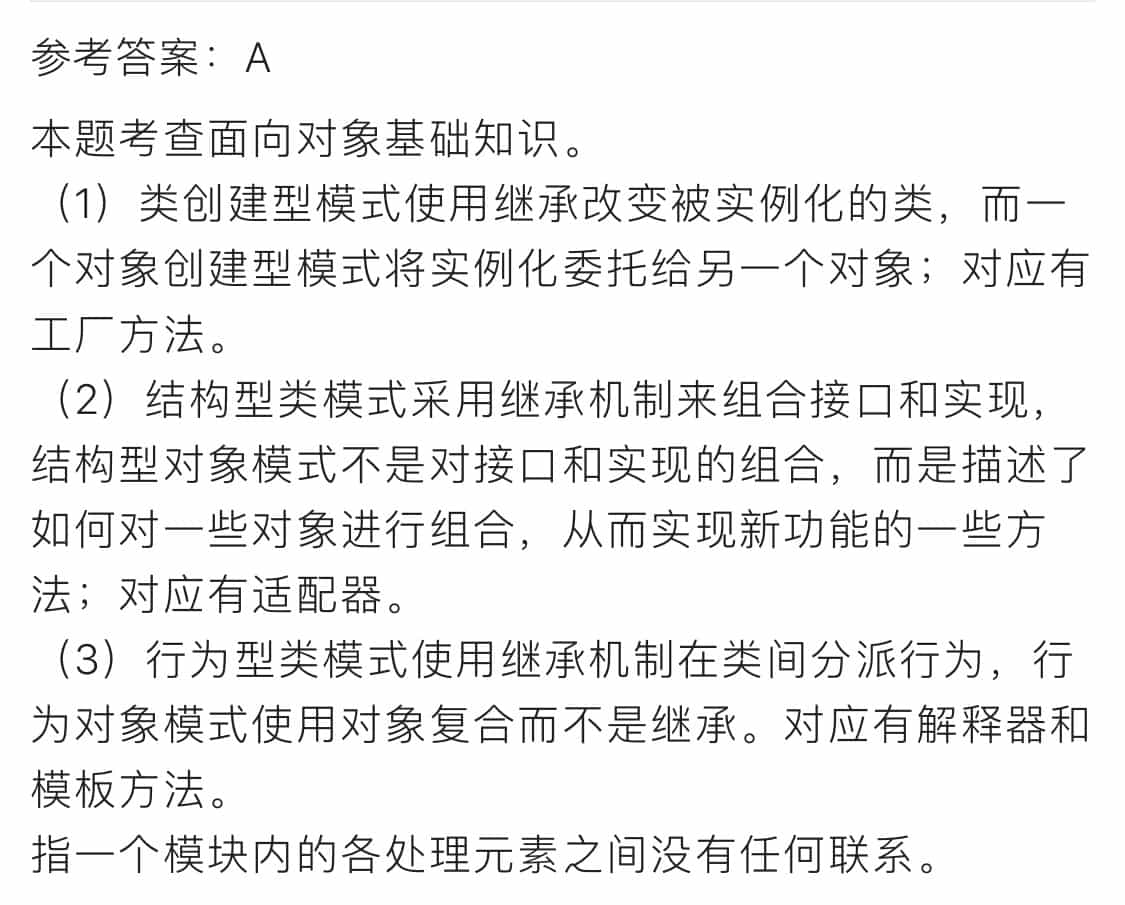 参考答案：A
本题考查面向对象基础知识。
（1）类创建型模式使用继承改变被实例化的类，而一
个对象创建型模式将实例化委托给另一个对象；对应有
工厂方法。
（2）结构型类模式采用继承机制来组合接口和实现，
结构型对象模式不是对接口和实现的组合，而是描述了
如何对一些对象进行组合，从而实现新功能的一些方
法；对应有适配器。
（3）行为型类模式使用继承机制在类间分派行为，行
为对象模式使用对象复合而不是继承。对应有解释器和
模板方法。
指一个模块内的各处理元素之间没有任何联系。